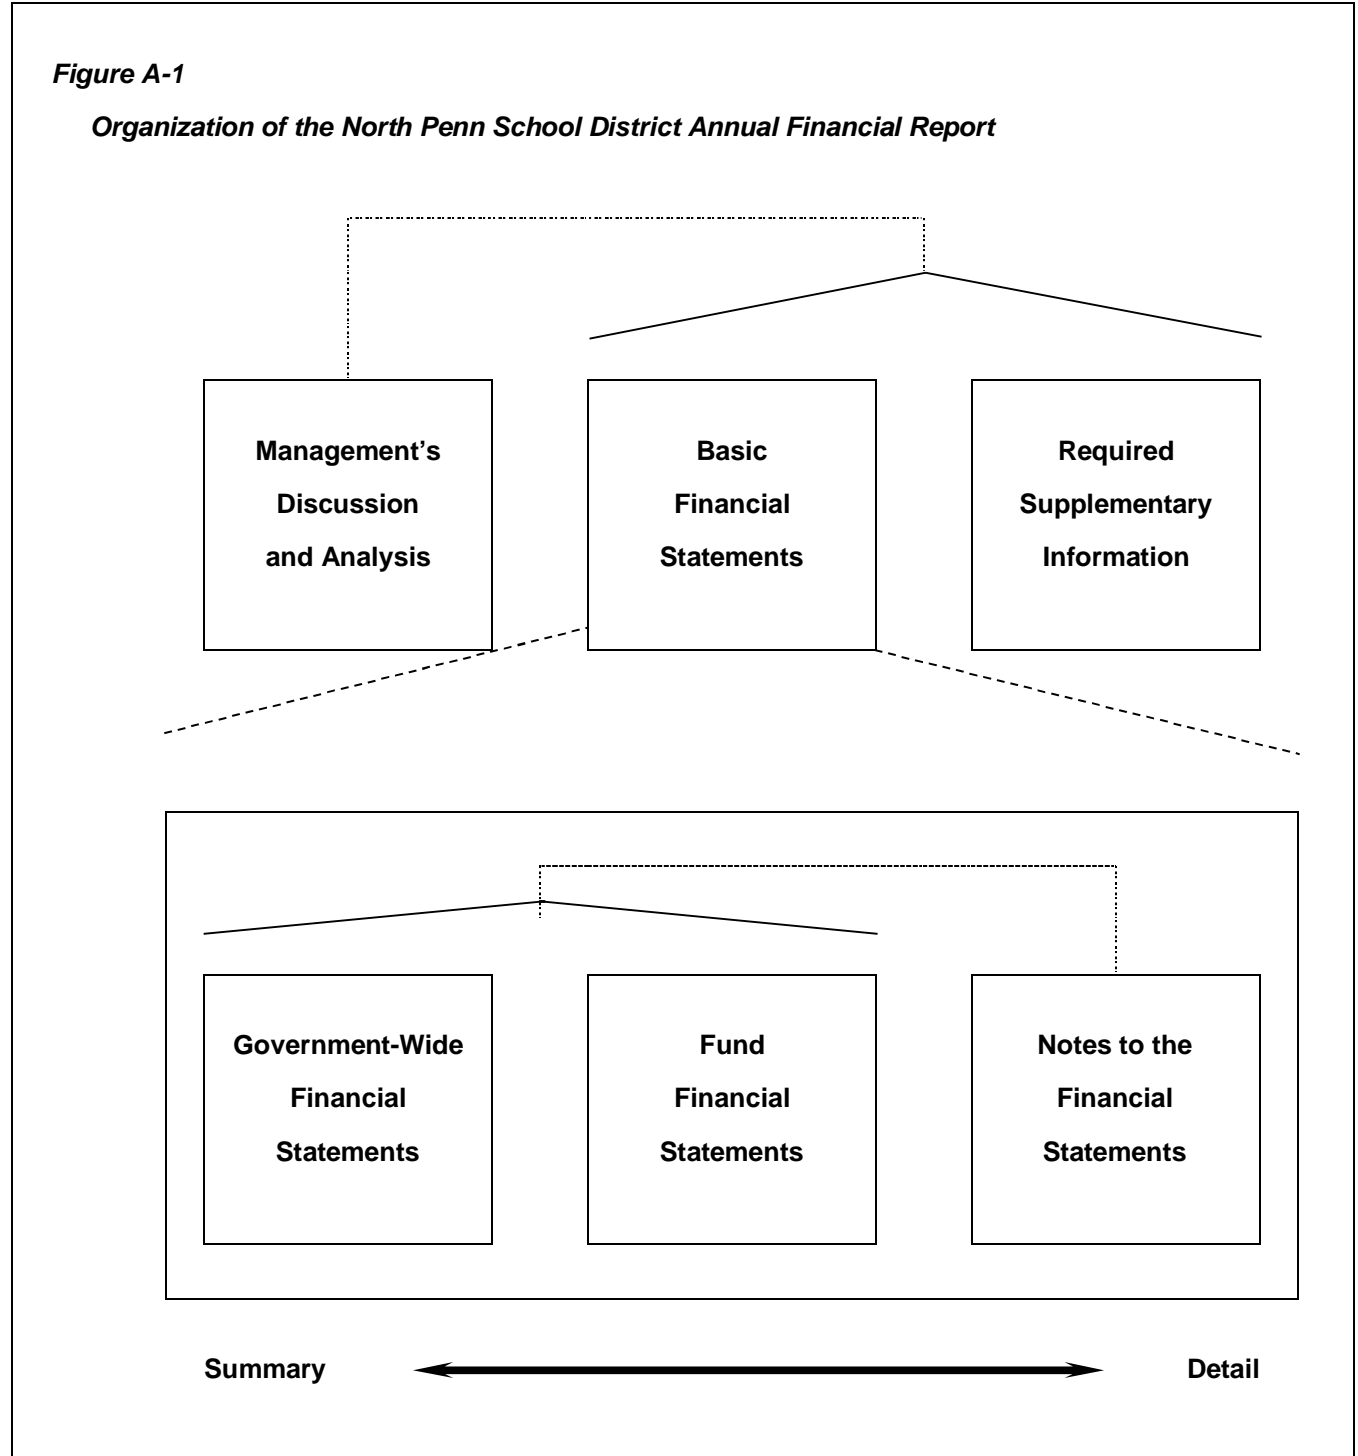 Figure A-1
Organization of the North Penn School District Annual Financial Report
Management’s
Discussion
and Analysis
Basic
Financial
Statements
Required
Supplementary
Information
Government-Wide
Financial
Statements
Fund
Financial
Statements
Notes to the
Financial
Statements
Summary
Detail